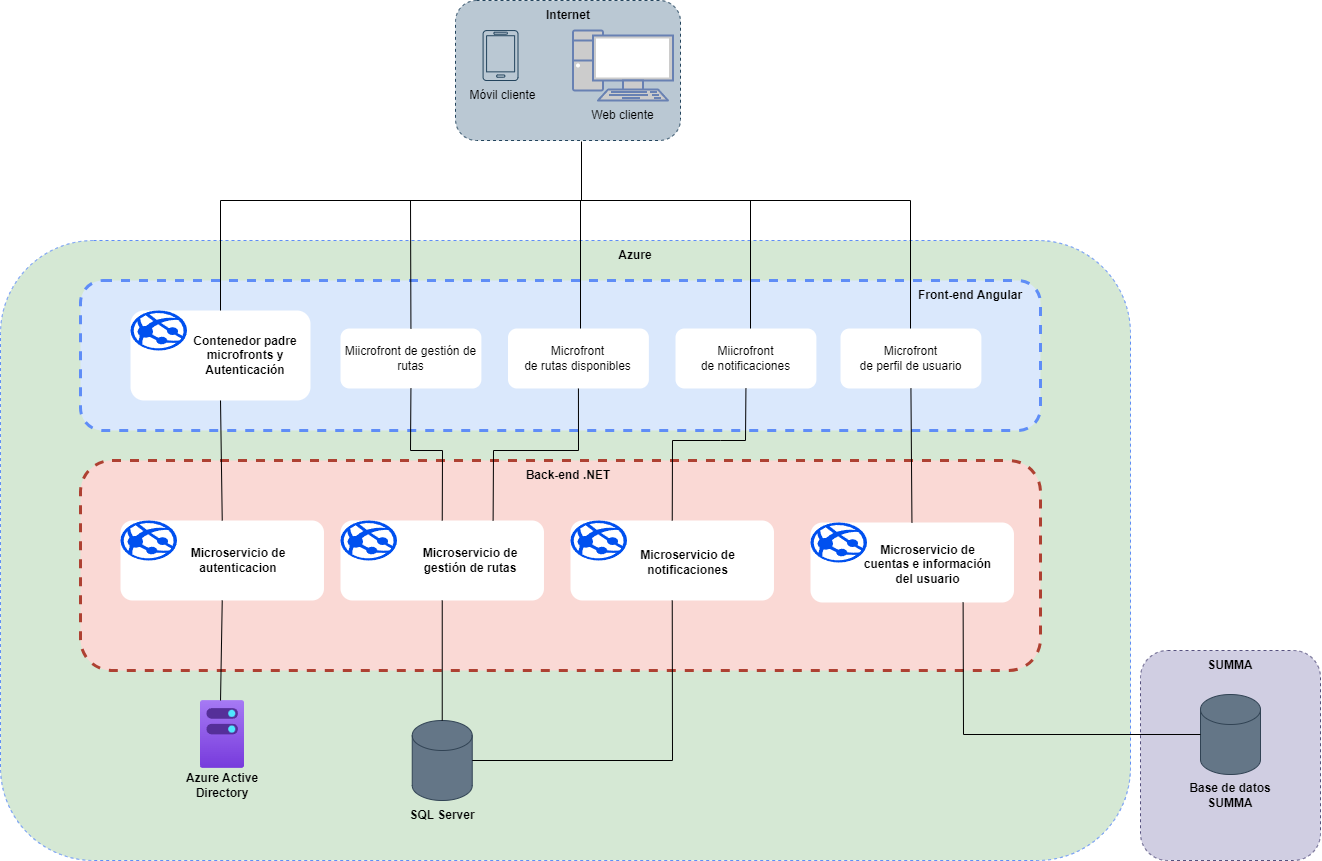 Internet
Móvil cliente
Web cliente
Azure
Front-end Angular
Contenedor padre
microfronts y
Autenticación
Miicrofront de gestión de
rutas
Microfront
de rutas disponibles
Miicrofront
de notificaciones
Microfront
de perfil de usuario
Back-end .NET
Microservicio de
autenticacion
Microservicio de
gestión de rutas
Microservicio de
notificaciones
Microservicio de
cuentas e información
del usuario
Azure Active
Directory
SQL Server
SUMMA
Base de datos
SUMMA